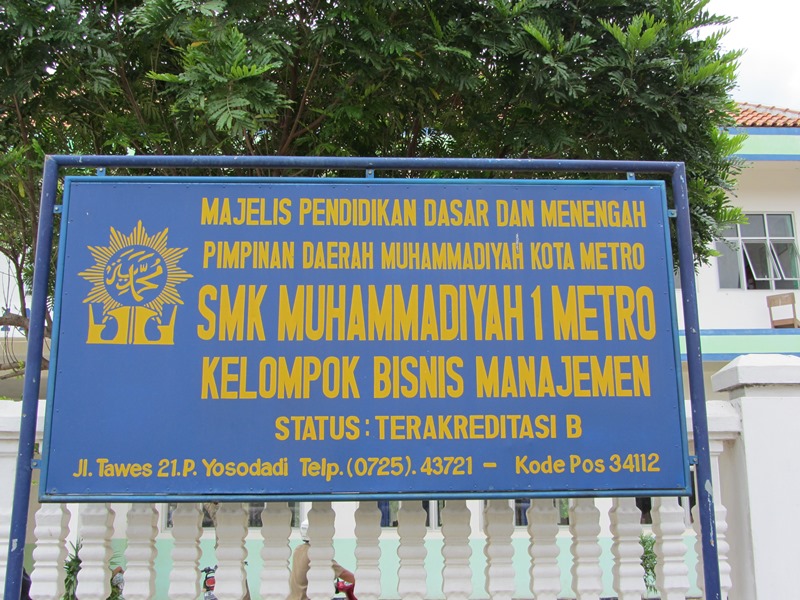 MAJELIS PENDIDIKAN DASAR DAN MENENGAH
PIMPINAN DAERAH MUHAMMADIYAH KOTA METRO
SMK MUHAMMADIYAH 1 METRO
KELOMPOK BISNIS MANAJEMEN
STATUS : TERAKREDITASI B
Jl. Tawes 21.P. Yosodadi Telp. (0725). 43721 – Kode Pos 34112